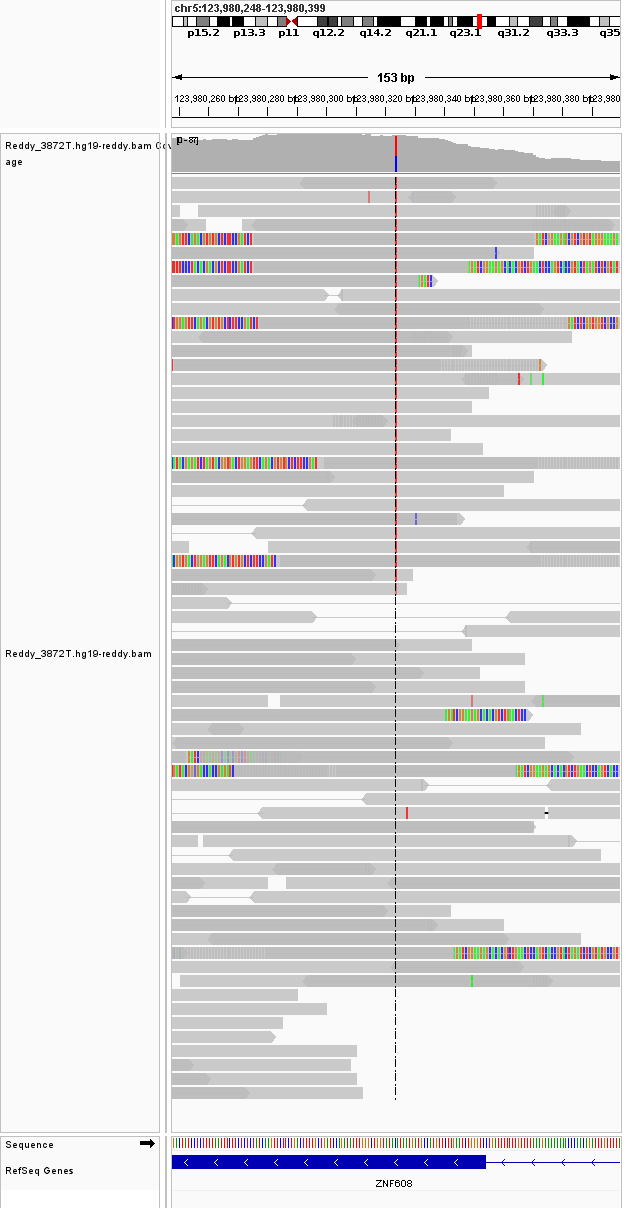 chr5:123,980,248-123,980,399
p15.2 p13.3 p11 q12.2 q14.2 q21.1 q23.1 q31.2 q33.3 q35
153 bp
123,980,260 bp 123,980,280 bp 123,980,300 bp 123,980,320 bp 123,980,340 bp 123,980,360 bp 123,980,380 bp 123,980
Reddy_3872T.hg19-reddy.bam Cov
age
[0-87]
Reddy_3872T.hg19-reddy.bam
Sequence
RefSeq Genes
ZNF608